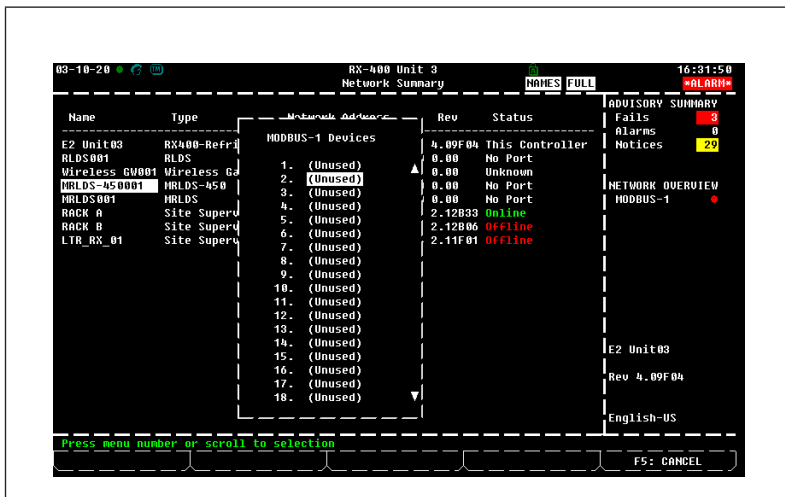 03-10-20 RX-400 Unit 3 16:31:50
Network Summary NAMES FULL *ALARM*
ADVISORY SUMMARY
Name Type Network Address Rev Status Fails 3
Alarms 0
MODBUS-1 Devices
E2 Unit03 RX400-Refri 4.09F04 This Controller Notices 29
RLDS001 RLDS 0.00 No Port
Wireless GW001 Wireless Ga 1. (Unused) 0.00 Unknown
MRLDS-450001 MRLDS-450 2. (Unused) 0.00 No Port NETWORK OVERVIEW
MRLDS001 MRLDS 3. (Unused) 0.00 No Port MODBUS-1
RACK A Site Superv 4. (Unused) 2.12B33 Online
RACK B Site Superv 5. (Unused) 2.12B06 Offline
LTR_RX_01 Site Superv 6. (Unused) 2.11F01 Offline
7. (Unused)
8. (Unused)
9. (Unused)
10. (Unused)
11. (Unused)
12. (Unused)
13. (Unused)
14. (Unused)
15. (Unused) E2 Unit03
16. (Unused)
17. (Unused) Rev 4.09F04
18. (Unused)
English-US
Press menu number or scroll to selection
F5: CANCEL